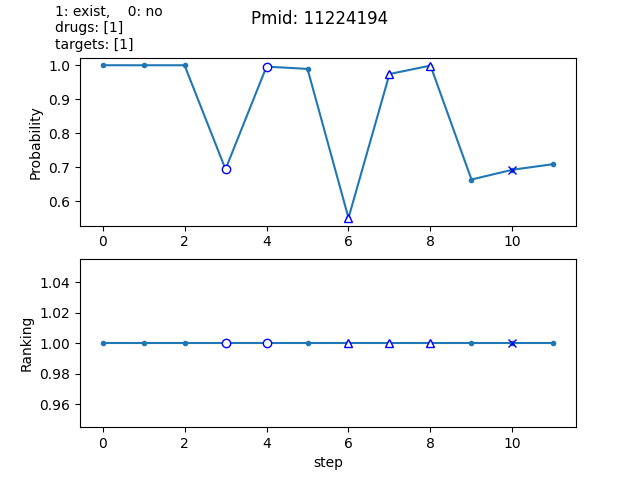 1: exist,    0: no
drugs: [1]
targets: [1]
Pmid: 11224194
Probability
1.0
0.9
0.8
0.7
0.6
0 2 4 6 8 10
Ranking
1.04
1.02
1.00
0.98
0.96
0 2 4 6 8 10
step